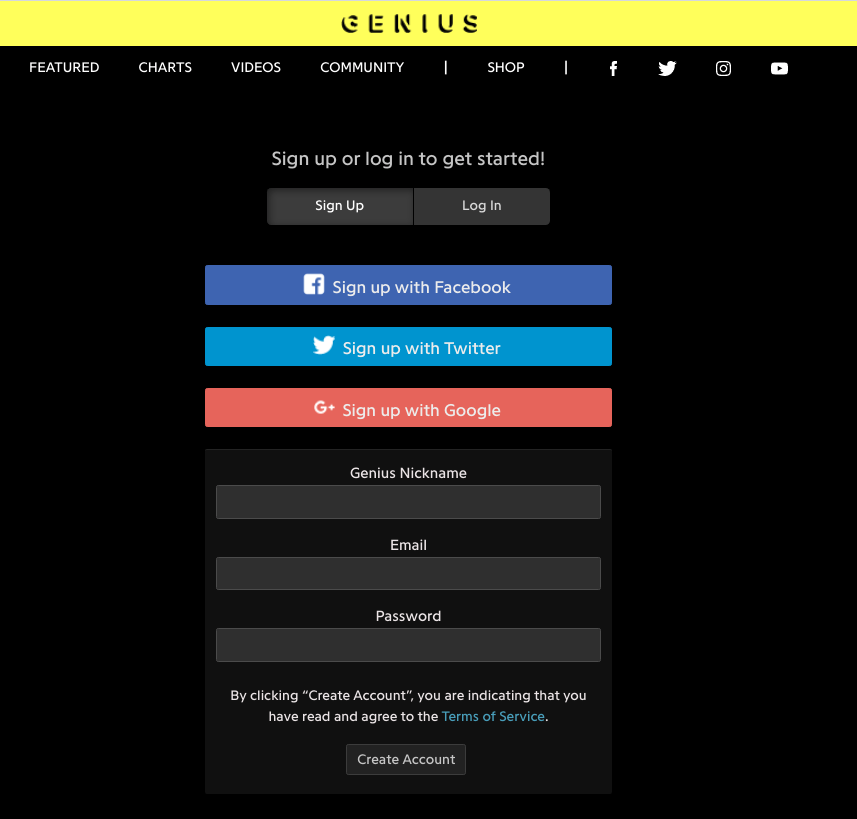 GENIUS
FEATURED CHARTS VIDEOS COMMUNITY | SHOP |
Sign up or log in to get started!
Sign Up Log In
Sign up with Facebook
Sign up with Twitter
G+ Sign up with Google
Genius Nickname
Email
Password
By clicking “Create Account”, you are indicating that you
have read and agree to the Terms of Service.
Create Account